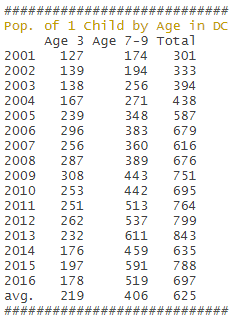 ############################
Pop. of 1 Child by Age in DC
Age 3 Age 7-9 Total
2001 127 174 301
2002 139 194 333
2003 138 256 394
2004 167 271 438
2005 239 348 587
2006 296 383 679
2007 256 360 616
2008 287 389 676
2009 308 443 751
2010 253 442 695
2011 251 513 764
2012 262 537 799
2013 232 611 843
2014 176 459 635
2015 197 591 788
2016 178 519 697
avg. 219 406 625
############################